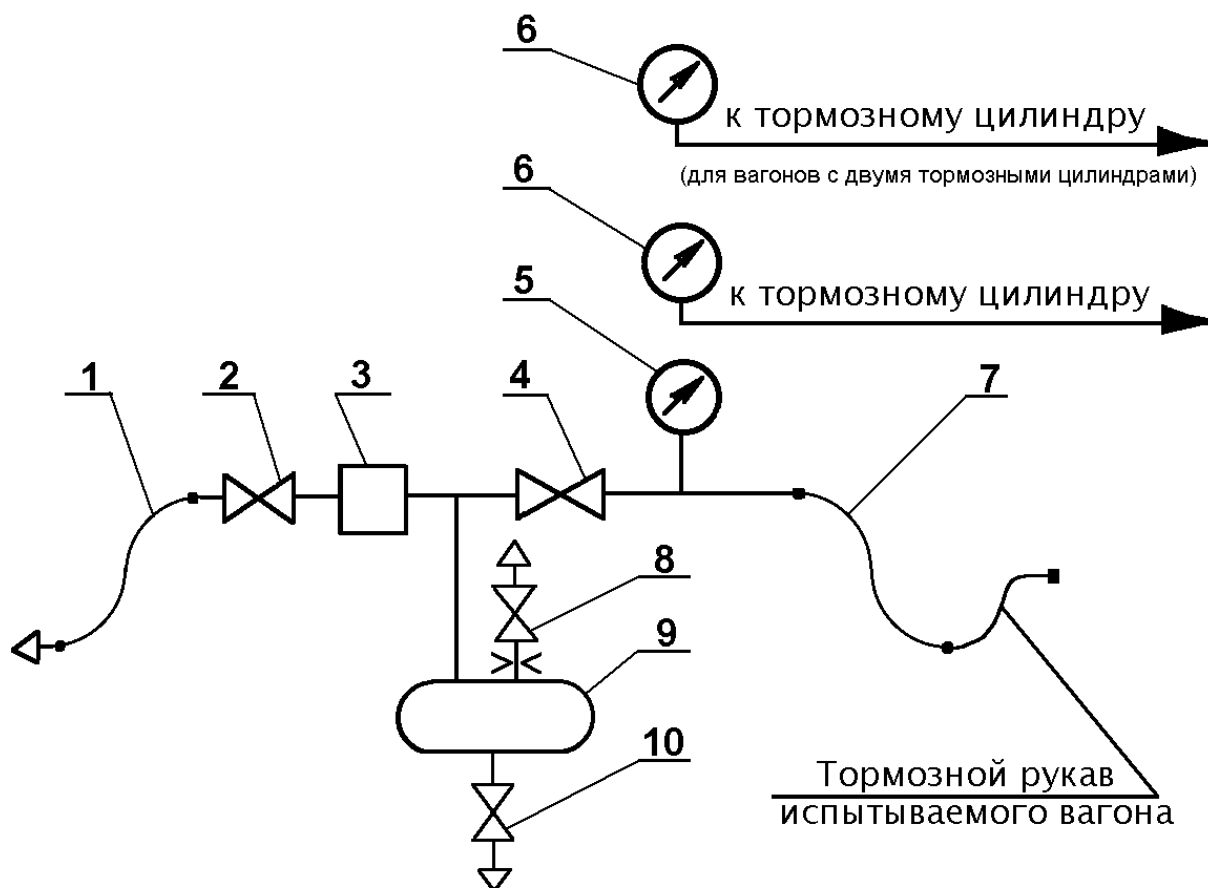 6
к тормозному цилиндру
(для вагонов с двумя тормозными цилиндрами)
6
к тормозному цилиндру
5
1
2
3
4
7
8
9
10
Тормозной рукав
испытываемого вагона